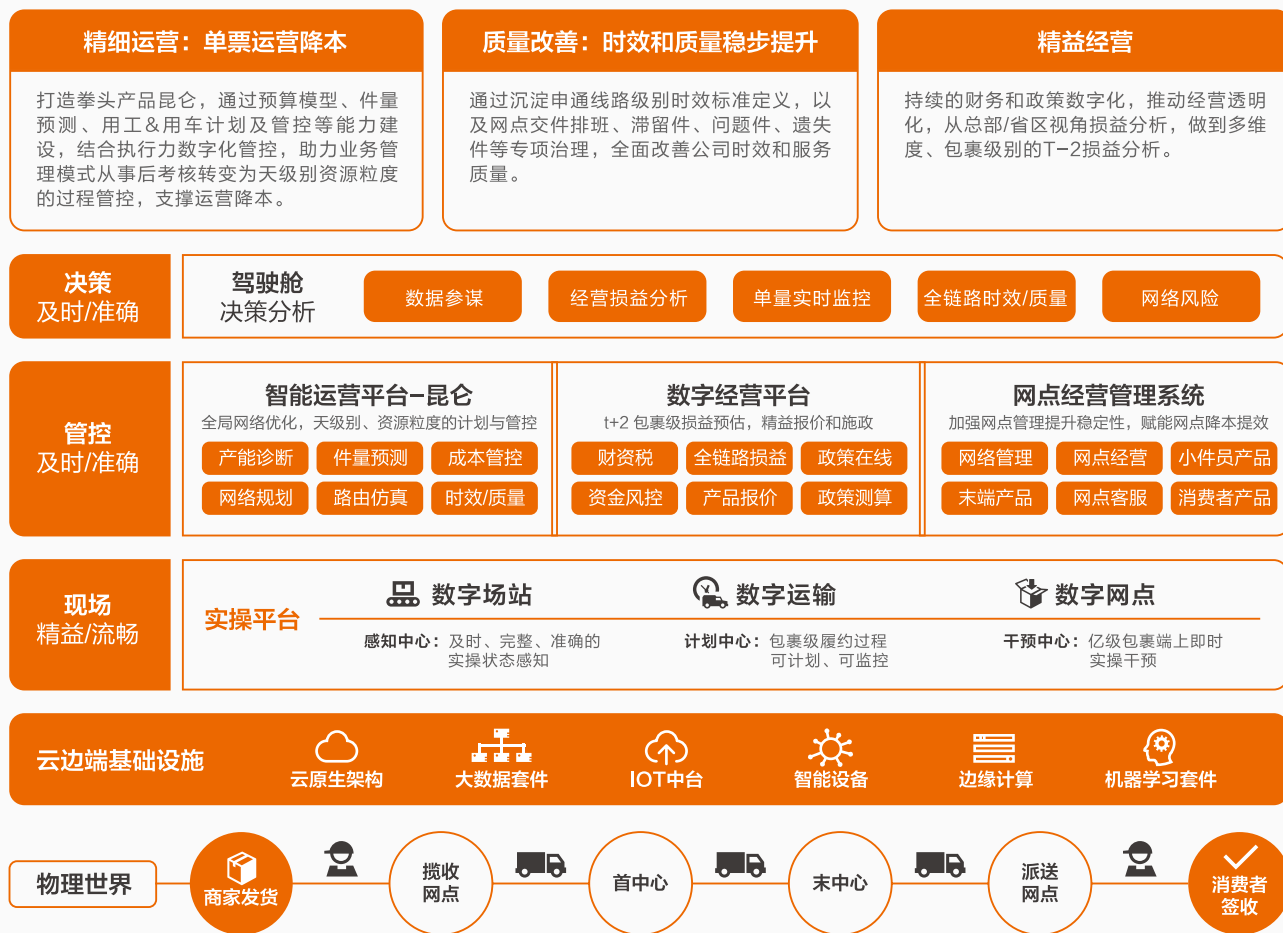 精细运营：单票运营降本
打造拳头产品昆仑，通过预算模型、件量
预测、用工&用车计划及管控等能力建
设，结合执行力数字化管控，助力业务管
理模式从事后考核转变为天级别资源粒度
的过程管控，支撑运营降本。
质量改善：时效和质量稳步提升
通过沉淀申通线路级别时效标准定义，以
及网点交件排班、滞留件、问题件、遗失
件等专项治理，全面改善公司时效和服务
质量。
精益经营
持续的财务和政策数字化，推动经营透明
化，从总部/省区视角损益分析，做到多维
度、包裹级别的T-2损益分析。
决策
及时/准确
驾驶舱
决策分析
数据参谋
经营损益分析
单量实时监控
全链路时效/质量
网络风险
管控
及时/准确
智能运营平台-昆仑
全局网络优化，天级别、资源粒度的计划与管控
产能诊断 件量预测 成本管控
网络规划 路由仿真 时效/质量
数字经营平台
t+2 包裹级损益预估，精益报价和施政
财资税 全链路损益 政策在线
资金风控 产品报价 政策测算
网点经营管理系统
加强网点管理提升稳定性，赋能网点降本提效
网络管理 网点经营 小件员产品
末端产品 网点客服 消费者产品
现场
精益/流畅
实操平台
数字场站
感知中心：及时、完整、准确的
实操状态感知
数字运输
计划中心：包裹级履约过程
可计划、可监控
数字网点
干预中心：亿级包裹端上即时
实操干预
云边端基础设施
云原生架构
大数据套件
IOT中台
智能设备
边缘计算
机器学习套件
物理世界
商家发货
揽收
网点
首中心
末中心
派送
网点
消费者
签收